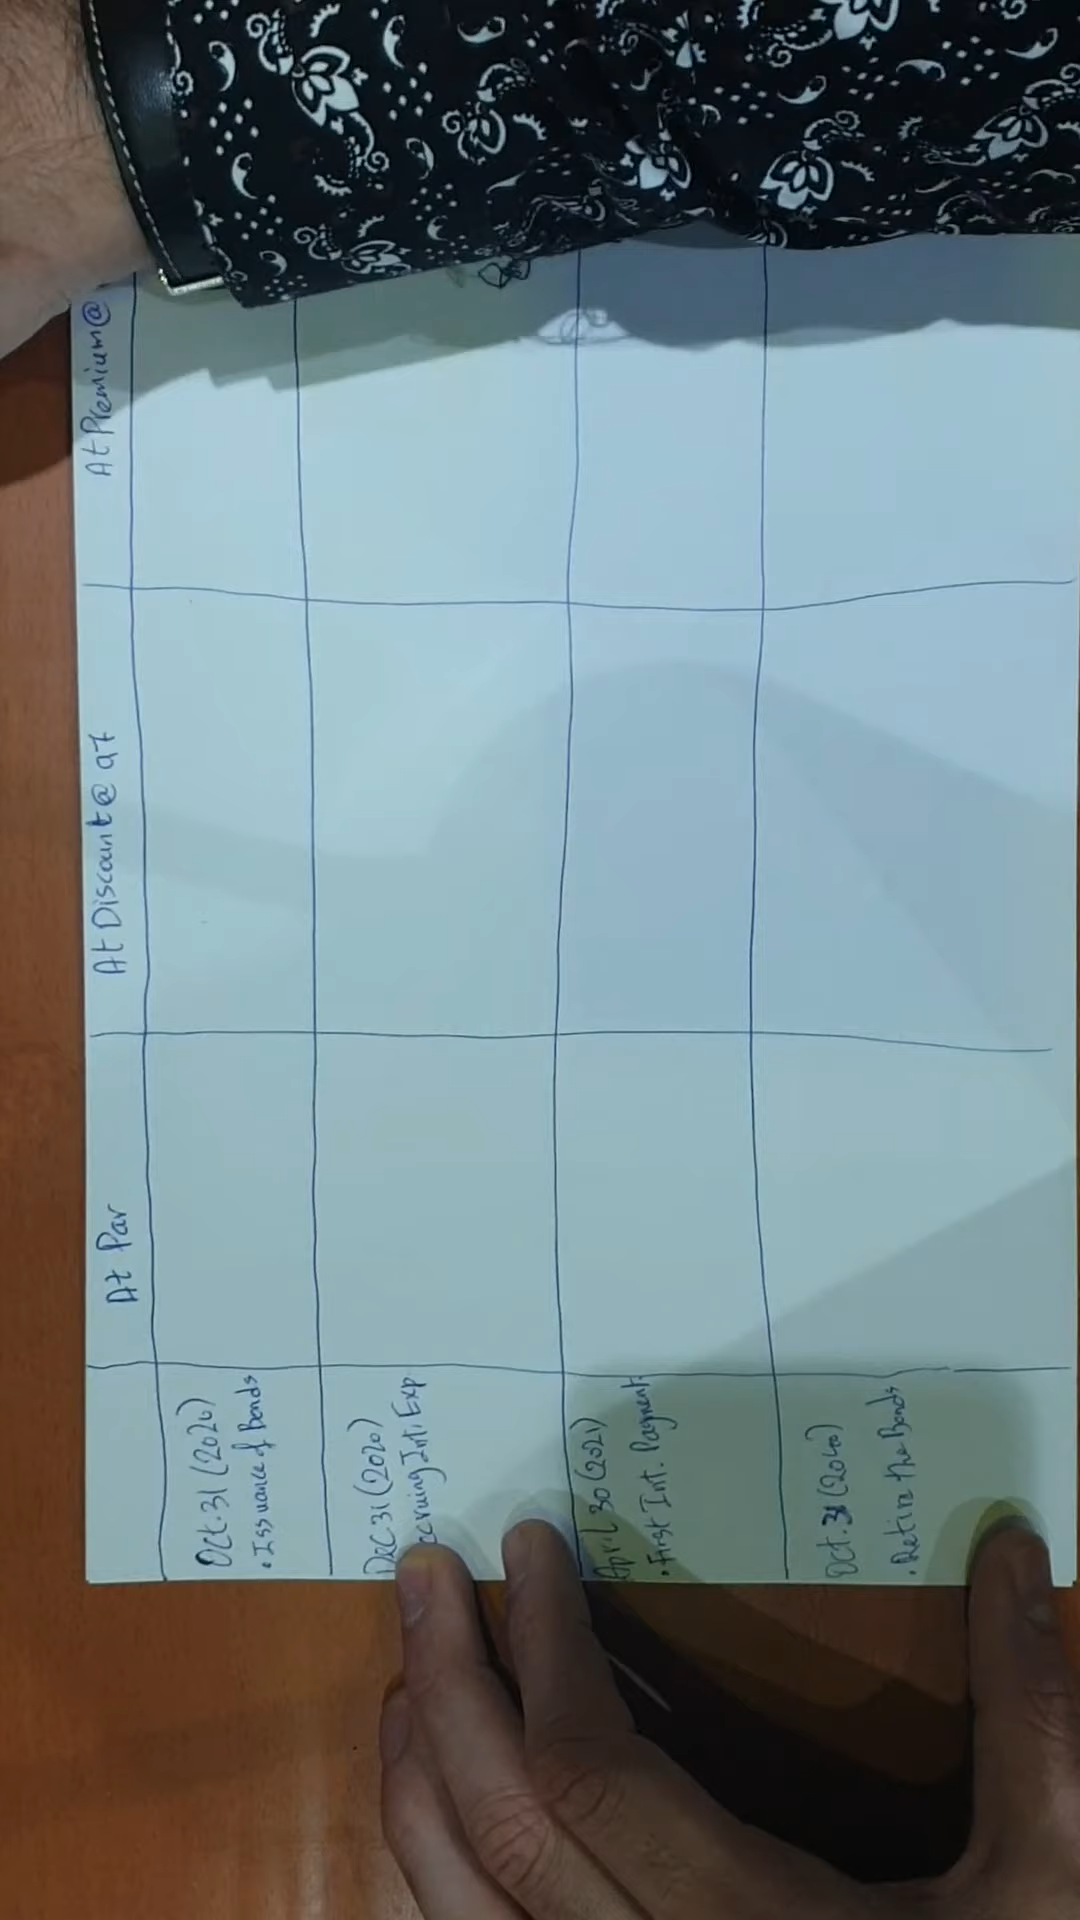 At Par
At Discount @ 97
At Premium @
Oct. 31 (2020)
• Issuance of Bonds
Dec 31 (2020)
ccruing Int. Exp
April 30 (2021)
• First Int. Payment.
Oct. 31 (2040)
• Retire the Bonds